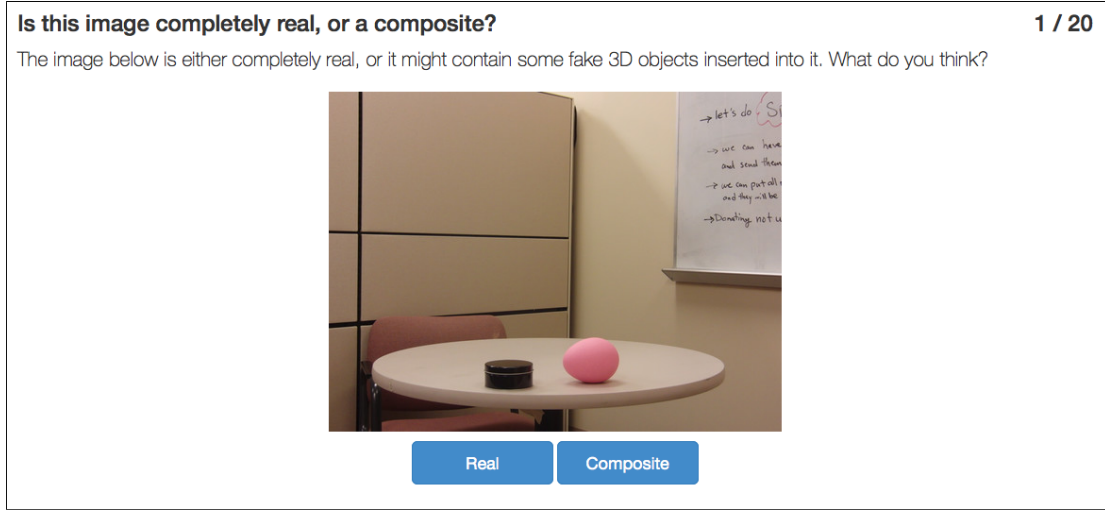 Is this image completely real, or a composite?
1 / 20
The image below is either completely real, or it might contain some fake 3D objects inserted into it. What do you think?
→ let's do
→ we can have
and send them
→ we can put all
and they will be
→ Donating not
Real
Composite